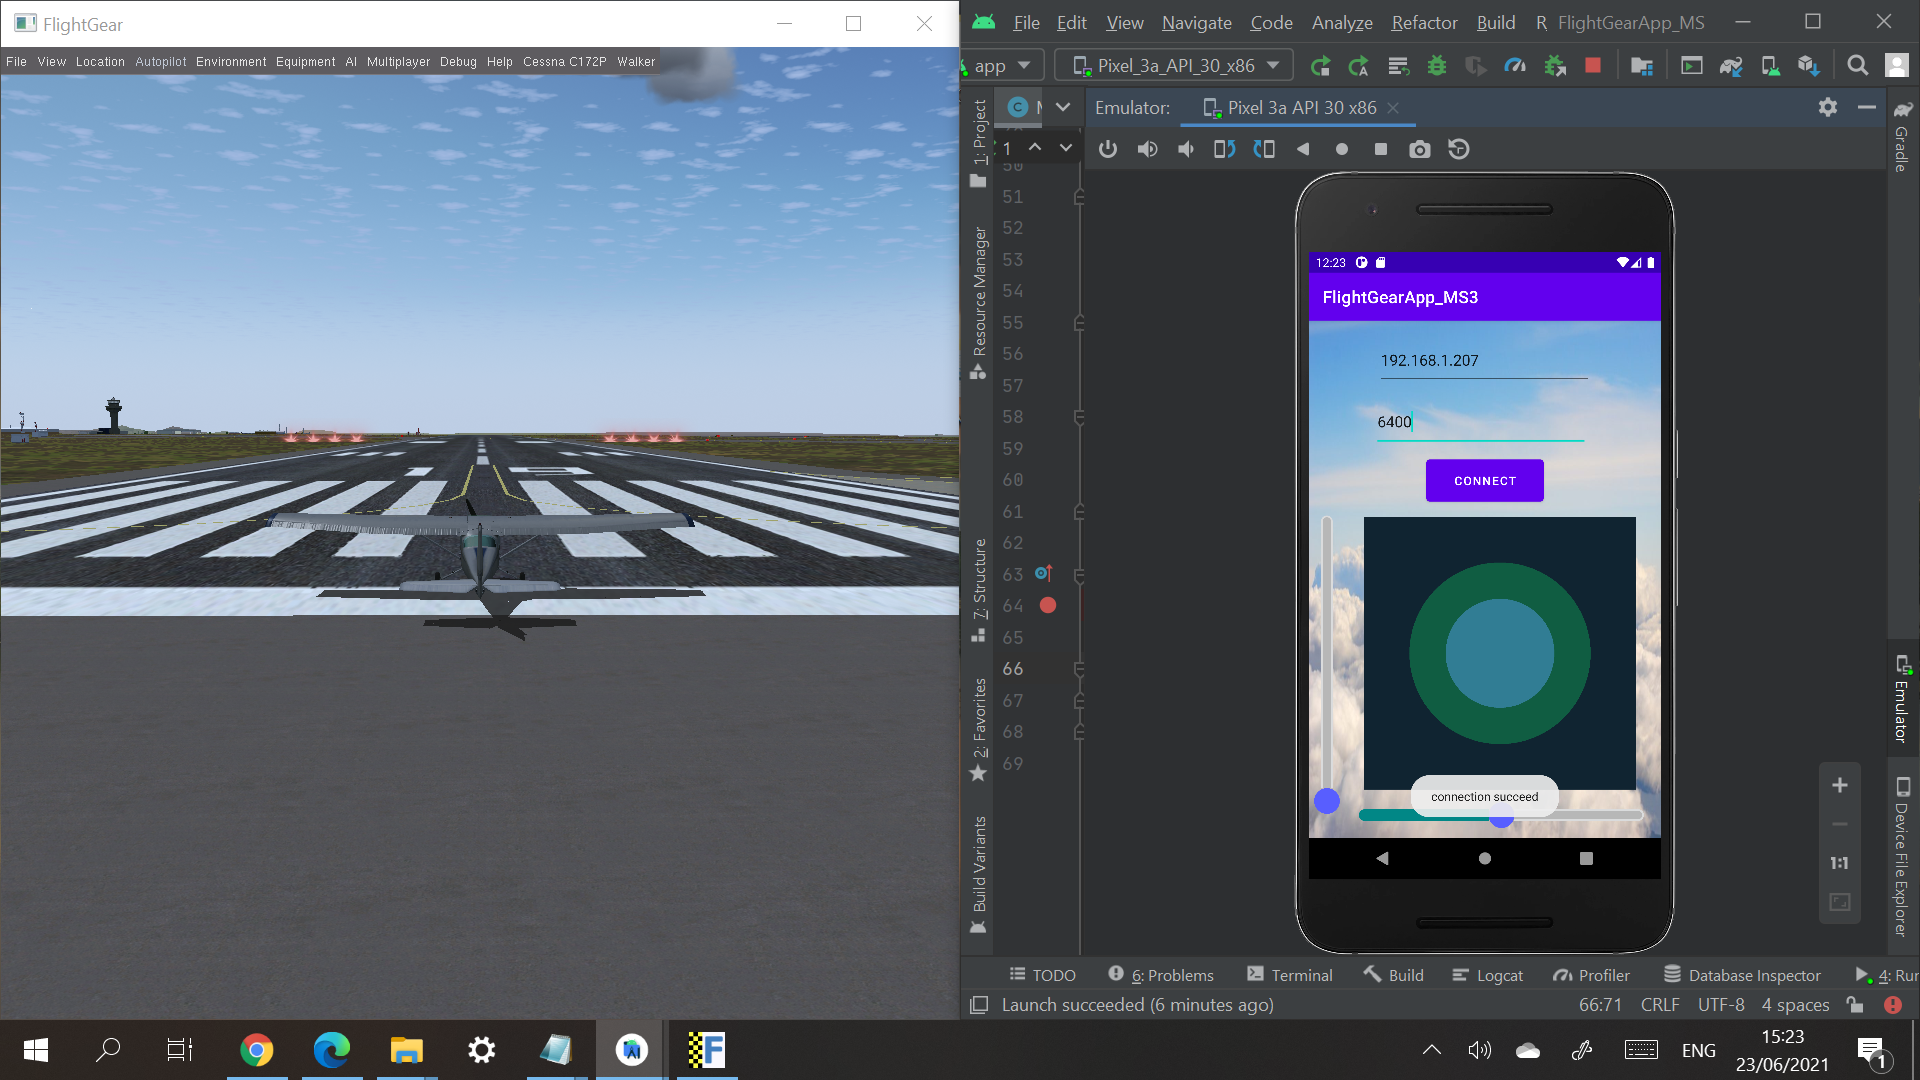 FlightGear
File View Location Autopilot Environment Equipment AI Multiplayer Debug Help Cessna C172P Walker
19
File Edit View Navigate Code Analyze Refactor Build R FlightGearApp_MS
app Pixel_3a_API_30_x86
Emulator: Pixel 3a API 30 x86
1
1: Project
Resource Manager
7: Structure
2: Favorites
Build Variants
50
51
52
53
54
55
56
57
58
59
60
61
62
63
64
65
66
67
68
69
12:23
FlightGearApp_MS3
192.168.1.207
6400
CONNECT
connection succeed
1:1
Gradle
Emulator
Device File Explorer
TODO 6: Problems Terminal Build Logcat Profiler Database Inspector 4: Run
Launch succeeded (6 minutes ago) 66:71 CRLF UTF-8 4 spaces
ENG
15:23
23/06/2021
1